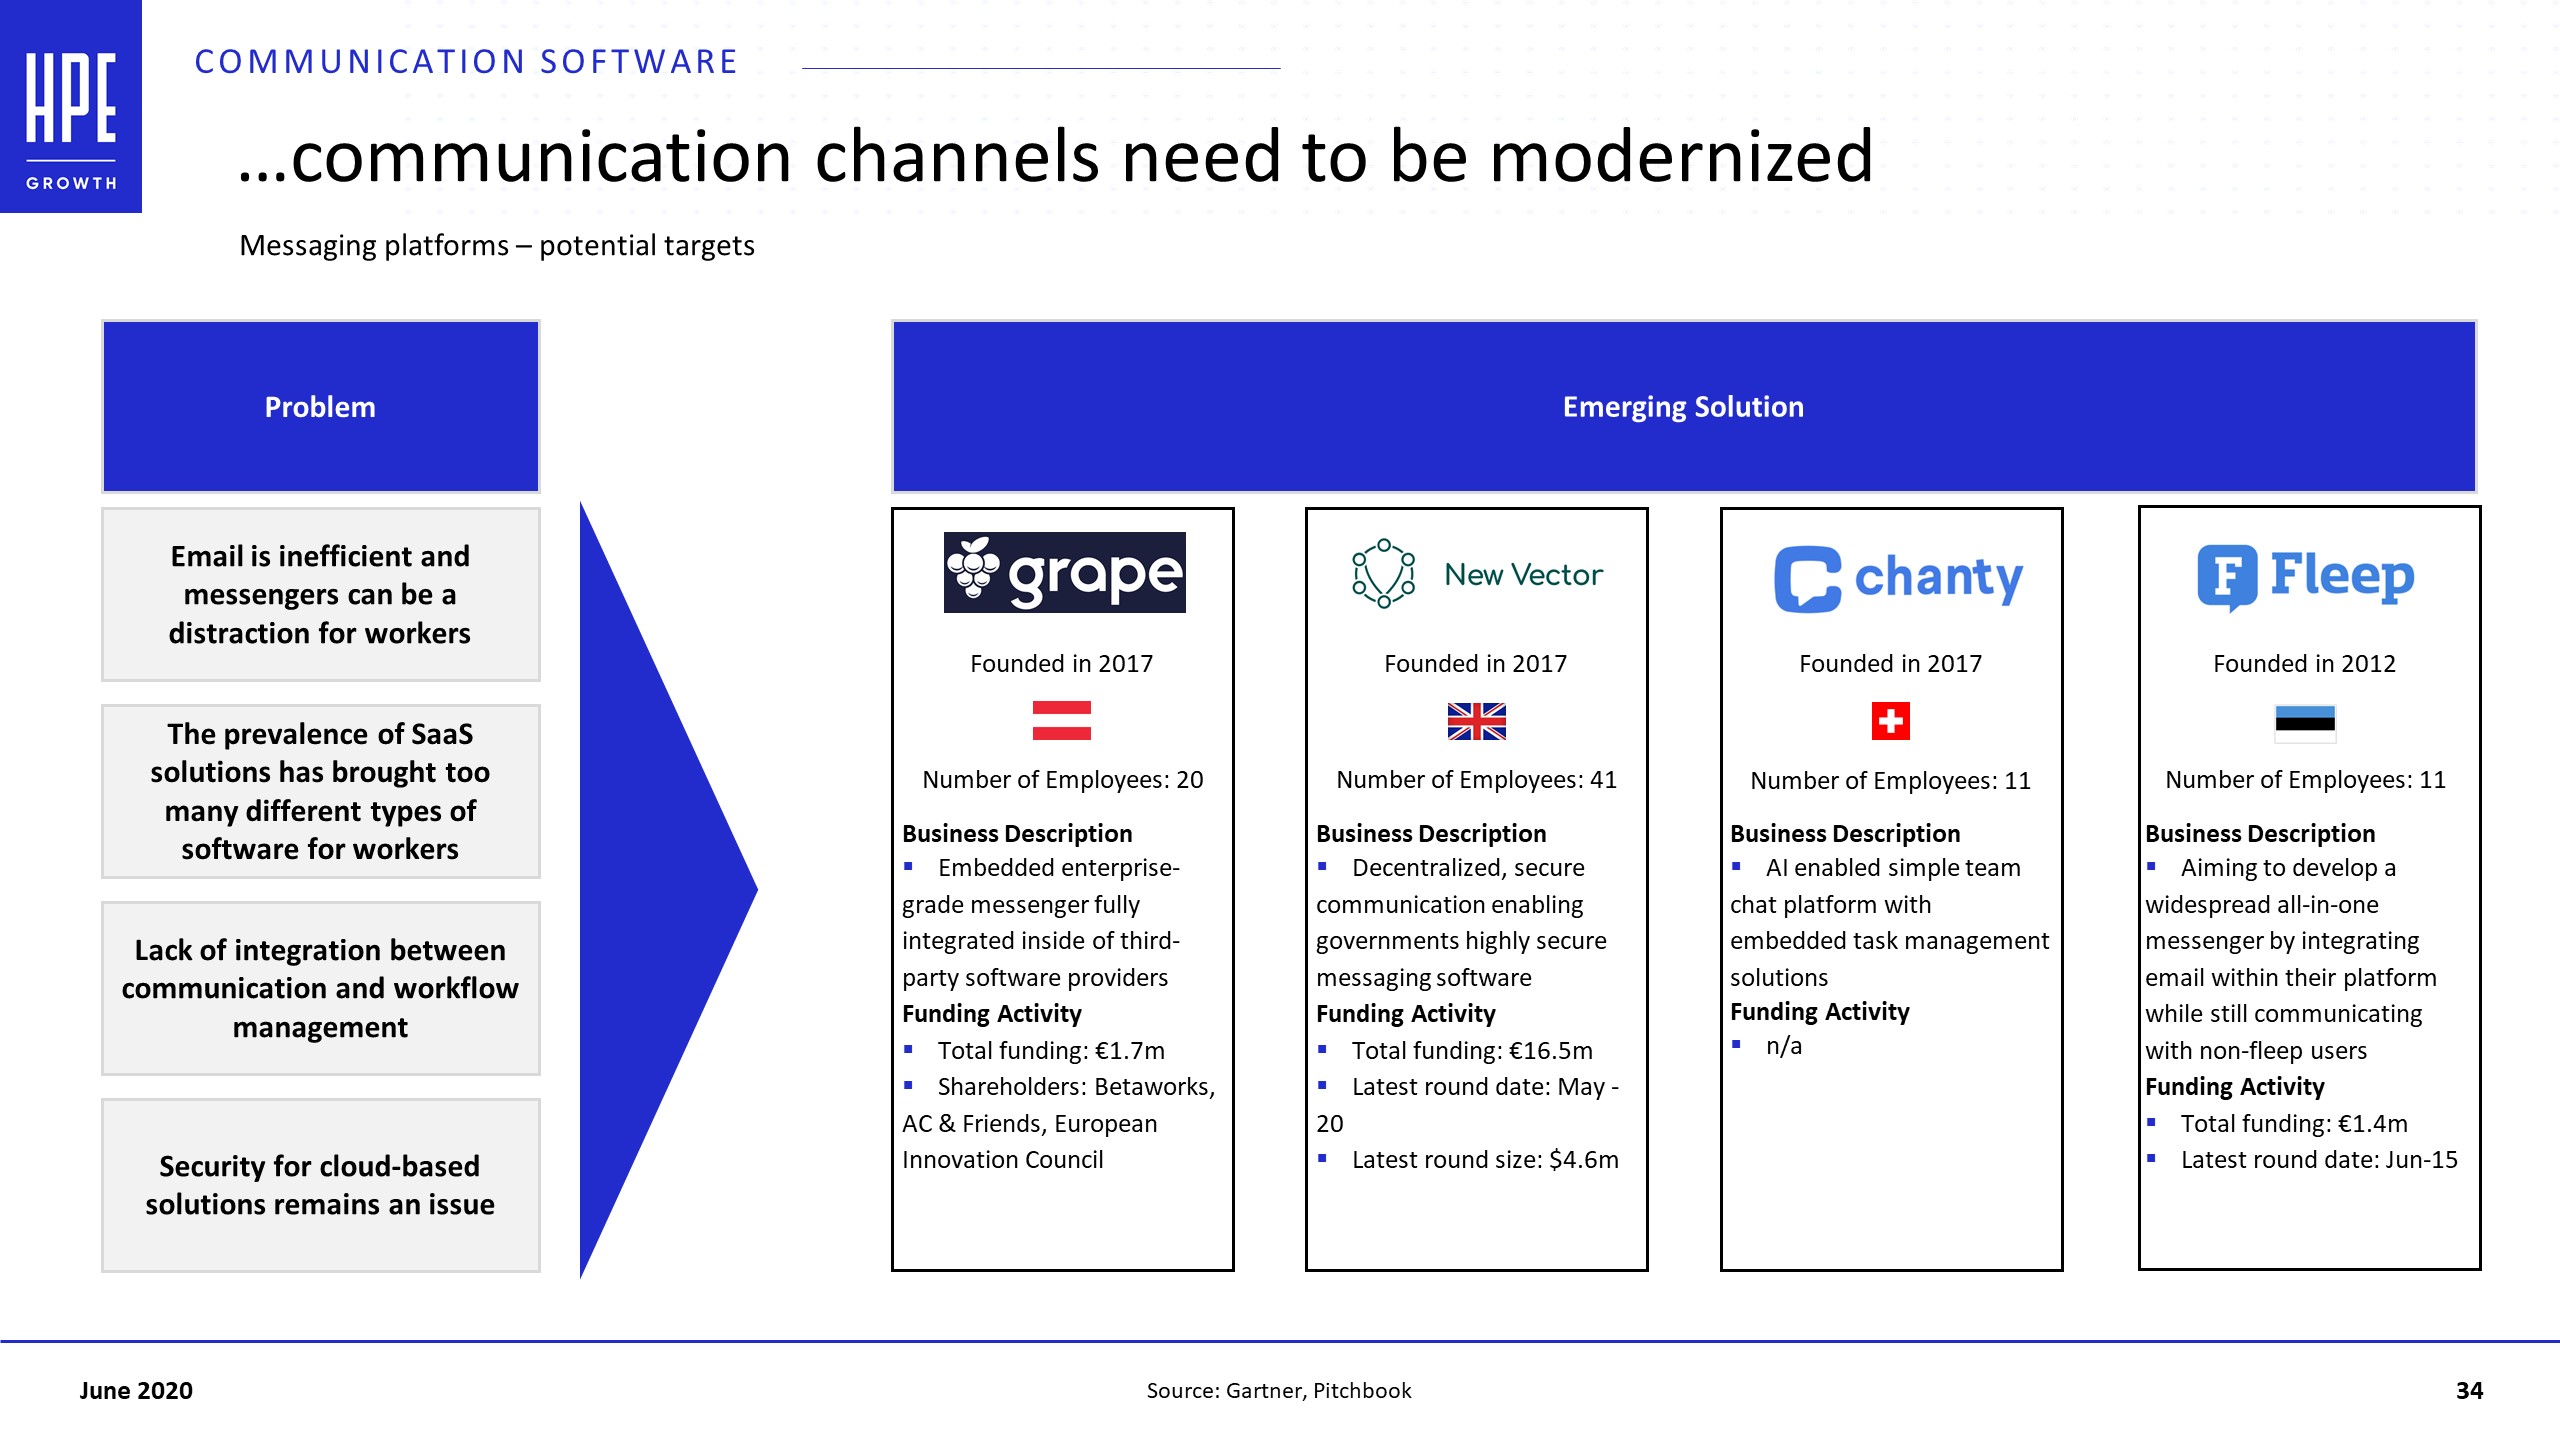 HPE
GROWTH
COMMUNICATION SOFTWARE
...communication channels need to be modernized
Messaging platforms – potential targets
Problem
Email is inefficient and
messengers can be a
distraction for workers
The prevalence of SaaS
solutions has brought too
many different types of
software for workers
Lack of integration between
communication and workflow
management
Security for cloud-based
solutions remains an issue
Emerging Solution
grape
Founded in 2017
Number of Employees: 20
Business Description
▪ Embedded enterprise-
grade messenger fully
integrated inside of third-
party software providers
Funding Activity
▪ Total funding: €1.7m
▪ Shareholders: Betaworks,
AC & Friends, European
Innovation Council
New Vector
Founded in 2017
Number of Employees: 41
Business Description
▪ Decentralized, secure
communication enabling
governments highly secure
messaging software
Funding Activity
▪ Total funding: €16.5m
▪ Latest round date: May -
20
▪ Latest round size: $4.6m
chanty
Founded in 2017
Number of Employees: 11
Business Description
▪ AI enabled simple team
chat platform with
embedded task management
solutions
Funding Activity
▪ n/a
F Fleep
Founded in 2012
Number of Employees: 11
Business Description
▪ Aiming to develop a
widespread all-in-one
messenger by integrating
email within their platform
while still communicating
with non-fleep users
Funding Activity
▪ Total funding: €1.4m
▪ Latest round date: Jun-15
June 2020
Source: Gartner, Pitchbook
34